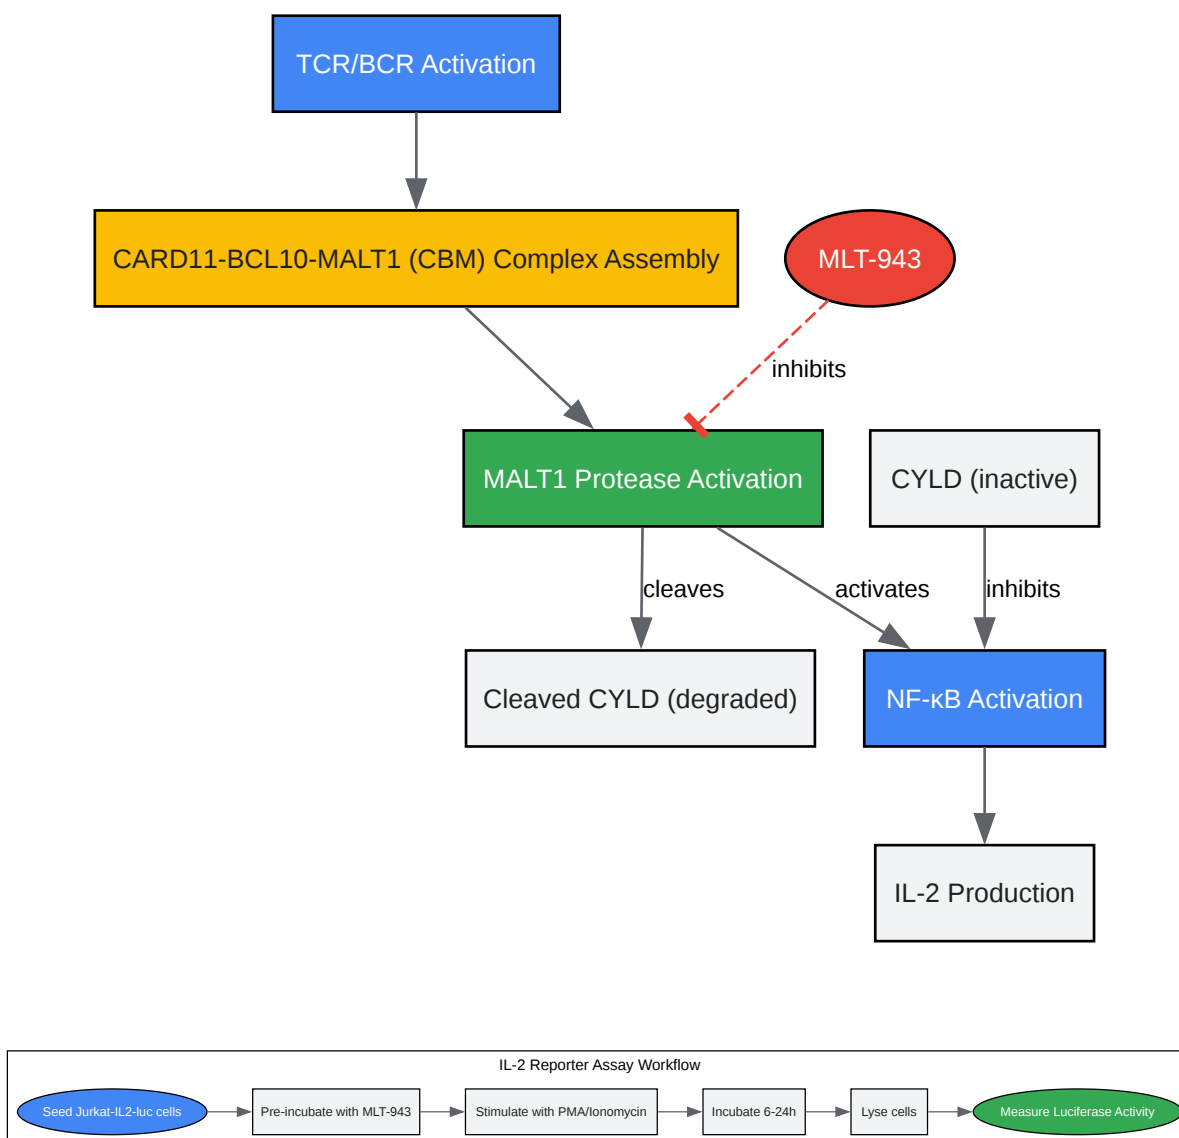 TCR/BCR Activation
CARD11-BCL10-MALT1 (CBM) Complex Assembly
MLT-943
inhibits
MALT1 Protease Activation
CYLD (inactive)
cleaves
activates
inhibits
Cleaved CYLD (degraded)
NF-κB Activation
IL-2 Production
IL-2 Reporter Assay Workflow
Seed Jurkat-IL2-luc cells
Pre-incubate with MLT-943
Stimulate with PMA/Ionomycin
Incubate 6-24h
Lyse cells
Measure Luciferase Activity